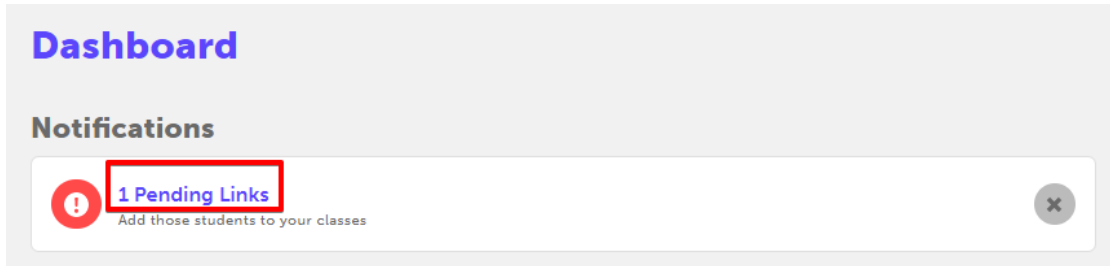 Dashboard
Notifications
1 Pending Links
Add those students to your classes